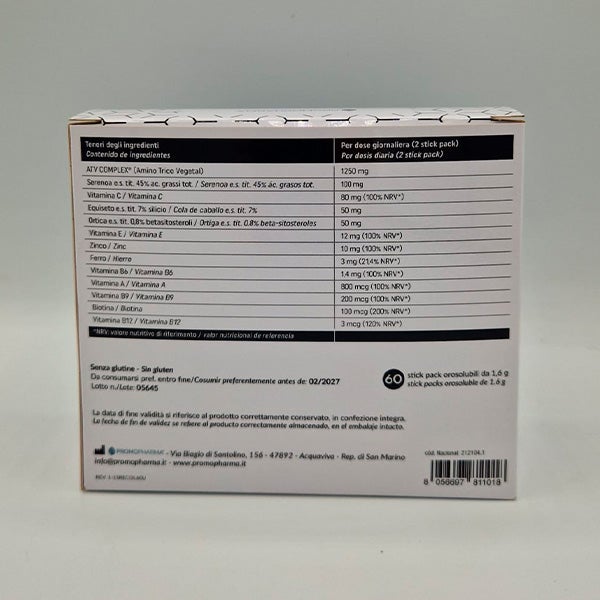 Tenori degli ingredienti
Contenido de ingredientes
Per dose giornaliera (2 stick pack)
Por dosis diaria (2 stick pack)
ATV COMPLEX® (Amino Trico Vegetal) 1250 mg
Serenoa e.s. tit. 45% ac. grassi tot. / Serenoa e.s. tit. 45% ác. grasos tot. 100 mg
Vitamina C / Vitamina C 80 mg (100% NRV*)
Equiseto e.s. tit. 7% silicio / Cola de caballo e.s. tit. 7% 50 mg
Ortica e.s. tit. 0,8% betasitosteroli / Ortiga e.s. tit. 0,8% beta-sitosteroles 50 mg
Vitamina E / Vitamina E 12 mg (100% NRV*)
Zinco / Zinc 10 mg (100% NRV*)
Ferro / Hierro 3 mg (21,4% NRV*)
Vitamina B6 / Vitamina B6 1,4 mg (100% NRV*)
Vitamina A / Vitamina A 800 mcg (100% NRV*)
Vitamina B9 / Vitamina B9 200 mcg (100% NRV*)
Biotina / Biotina 100 mcg (200% NRV*)
Vitamina B12 / Vitamina B12 3 mcg (120% NRV*)
*NRV: valore nutritivo di riferimento / valor nutricional de referencia
Senza glutine - Sin gluten
Da consumarsi pref. entro fine/Cosumir preferentemente antes de: 02/2027
Lotto n./Lote: 05645
60 stick pack orosolubili da 1,6 g
stick packs orosoluble de 1,6 g
La data di fine validità si riferisce al prodotto correttamente conservato, in confezione integra.
La fecha de fin de validez se refiere al producto correctamente almacenado, en el embalaje intacto.
PROMOPHARMA® - Via Biagio di Santolino, 156 - 47892 - Acquaviva - Rep. di San Marino
info@promopharma.it - www.promopharma.it
cód. Nacional 212104.1
8 056697 811018